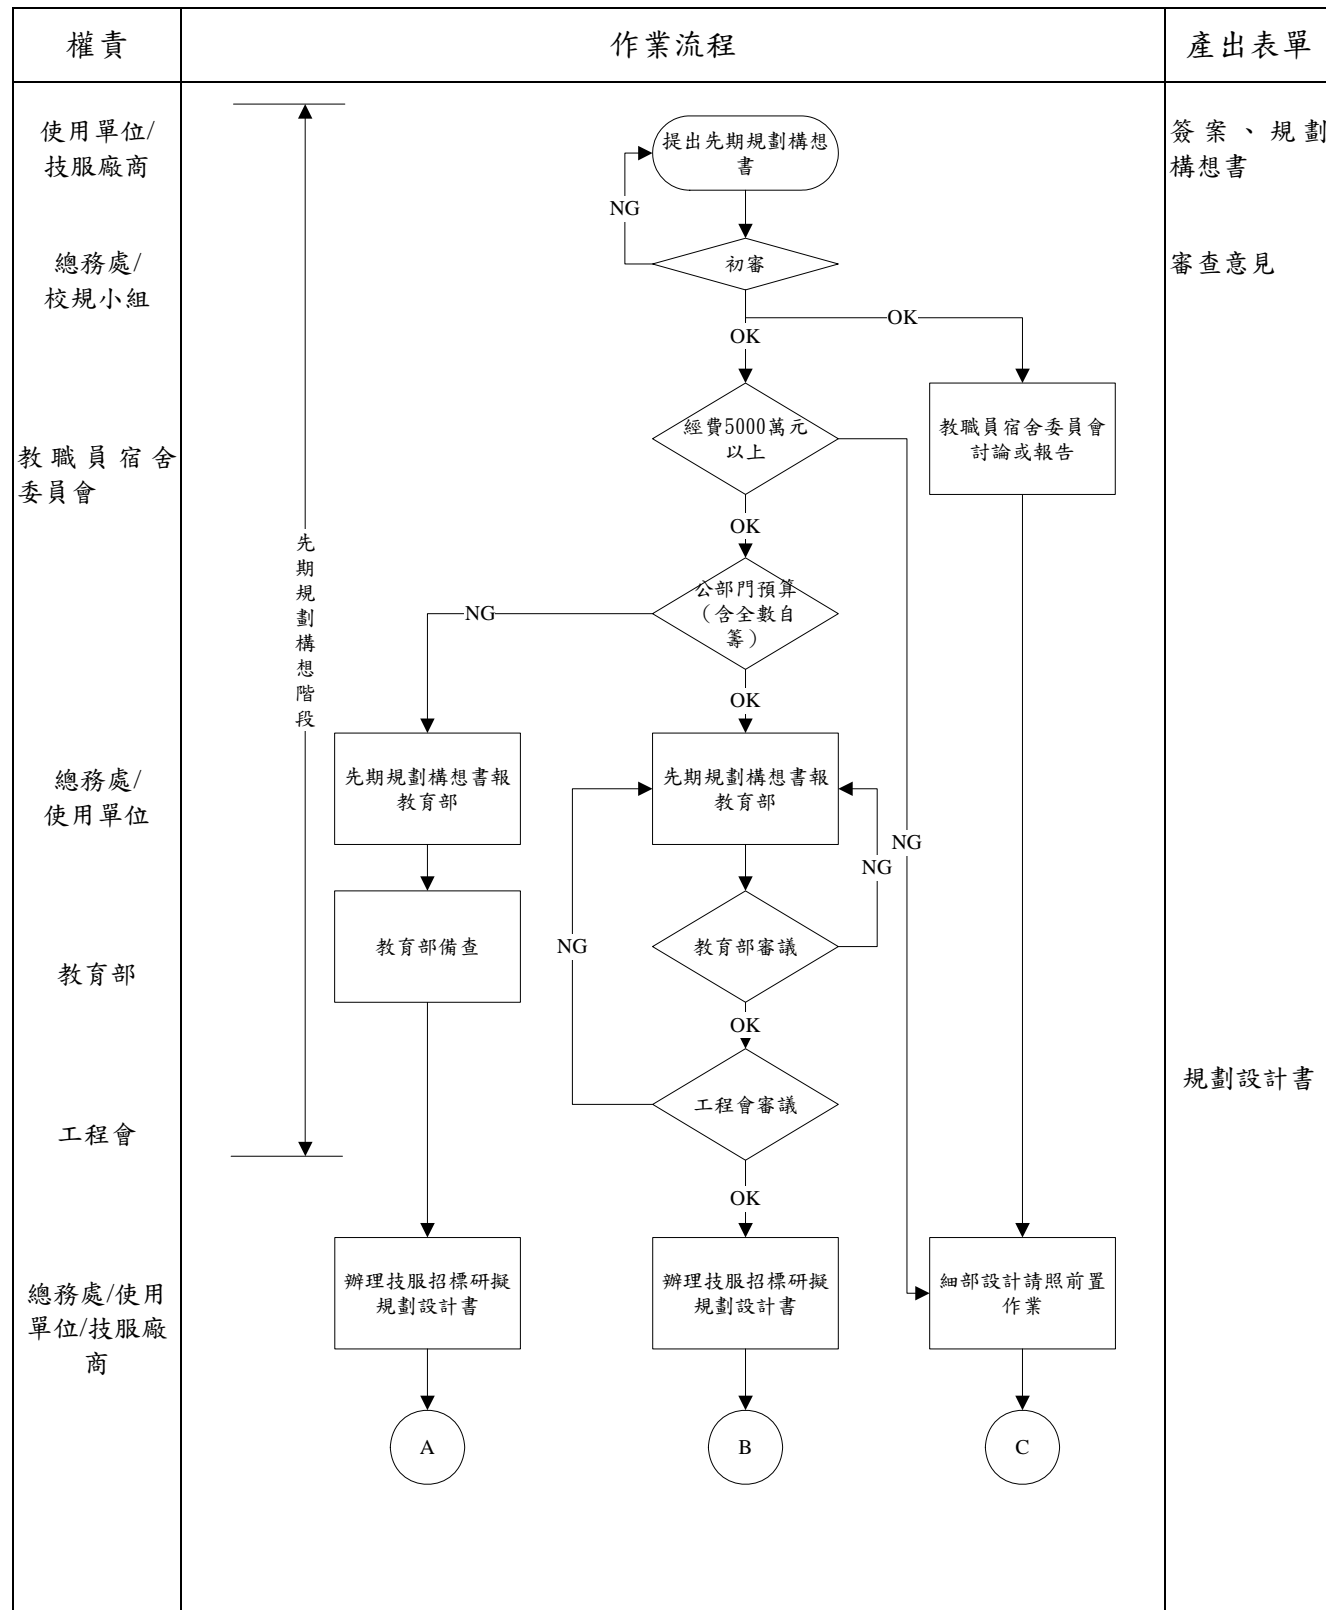 權責
作業流程
產出表單
使用單位/
技服廠商
提出先期規劃構想
書
簽案、規劃
構想書
NG
總務處/
校規小組
初審
審查意見
OK
OK
經費5000萬元
以上
教職員宿舍委員會
討論或報告
教職員宿舍
委員會
OK
先期規劃構想階段
公部門預算
（含全數自
籌）
NG
OK
總務處/
使用單位
先期規劃構想書報
教育部
先期規劃構想書報
教育部
NG
NG
教育部
教育部備查
NG
教育部審議
OK
規劃設計書
工程會
工程會審議
OK
總務處/使用
單位/技服廠
商
辦理技服招標研擬
規劃設計書
辦理技服招標研擬
規劃設計書
細部設計請照前置
作業
A
B
C